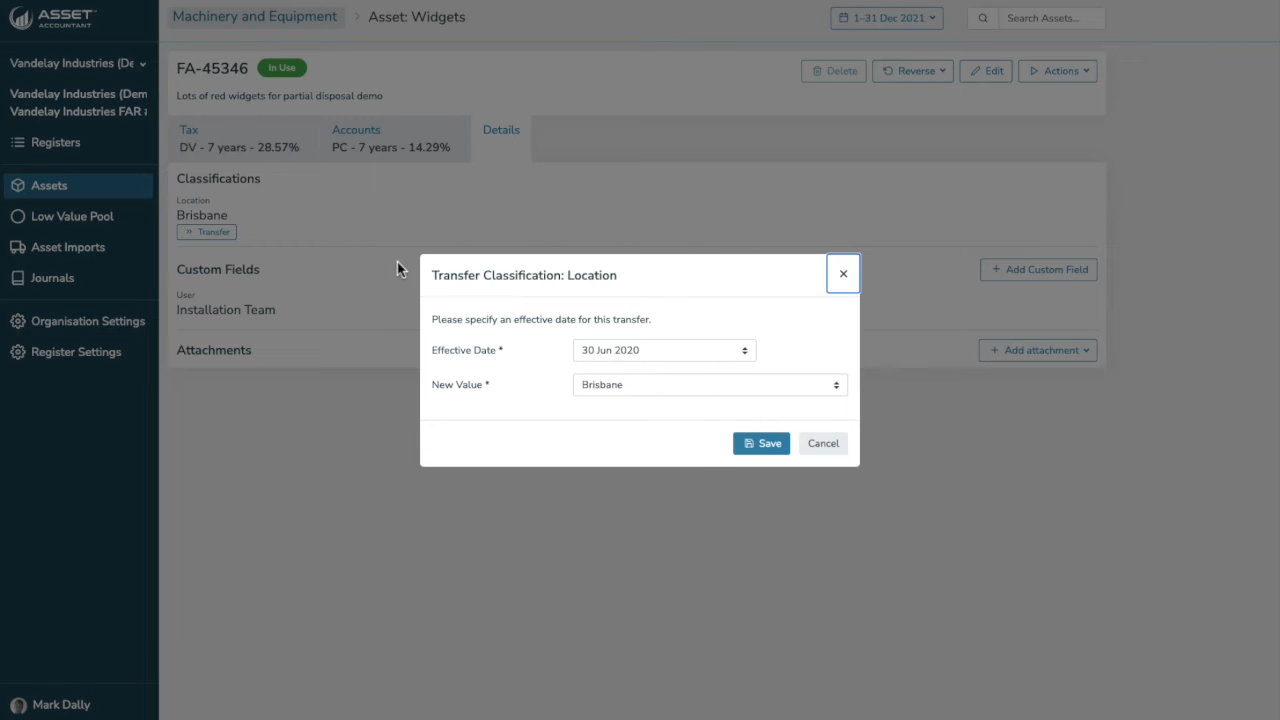 ASSET
ACCOUNTANT
Machinery and Equipment > Asset: Widgets
1-31 Dec 2021
Search Assets...
Vandelay Industries (De
Vandelay Industries (Dem
Vandelay Industries FAR
Registers
Assets
Low Value Pool
Asset Imports
Journals
Organisation Settings
Register Settings
Mark Dally
FA-45346
In Use
Delete
Reverse
Edit
Actions
Lots of red widgets for partial disposal demo
Tax
DV - 7 years - 28.57%
Accounts
PC - 7 years - 14.29%
Details
Classifications
Location
Brisbane
Transfer
Custom Fields
Add Custom Field
User
Installation Team
Attachments
Add attachment
Transfer Classification: Location
Please specify an effective date for this transfer.
Effective Date *
30 Jun 2020
New Value *
Brisbane
Save
Cancel